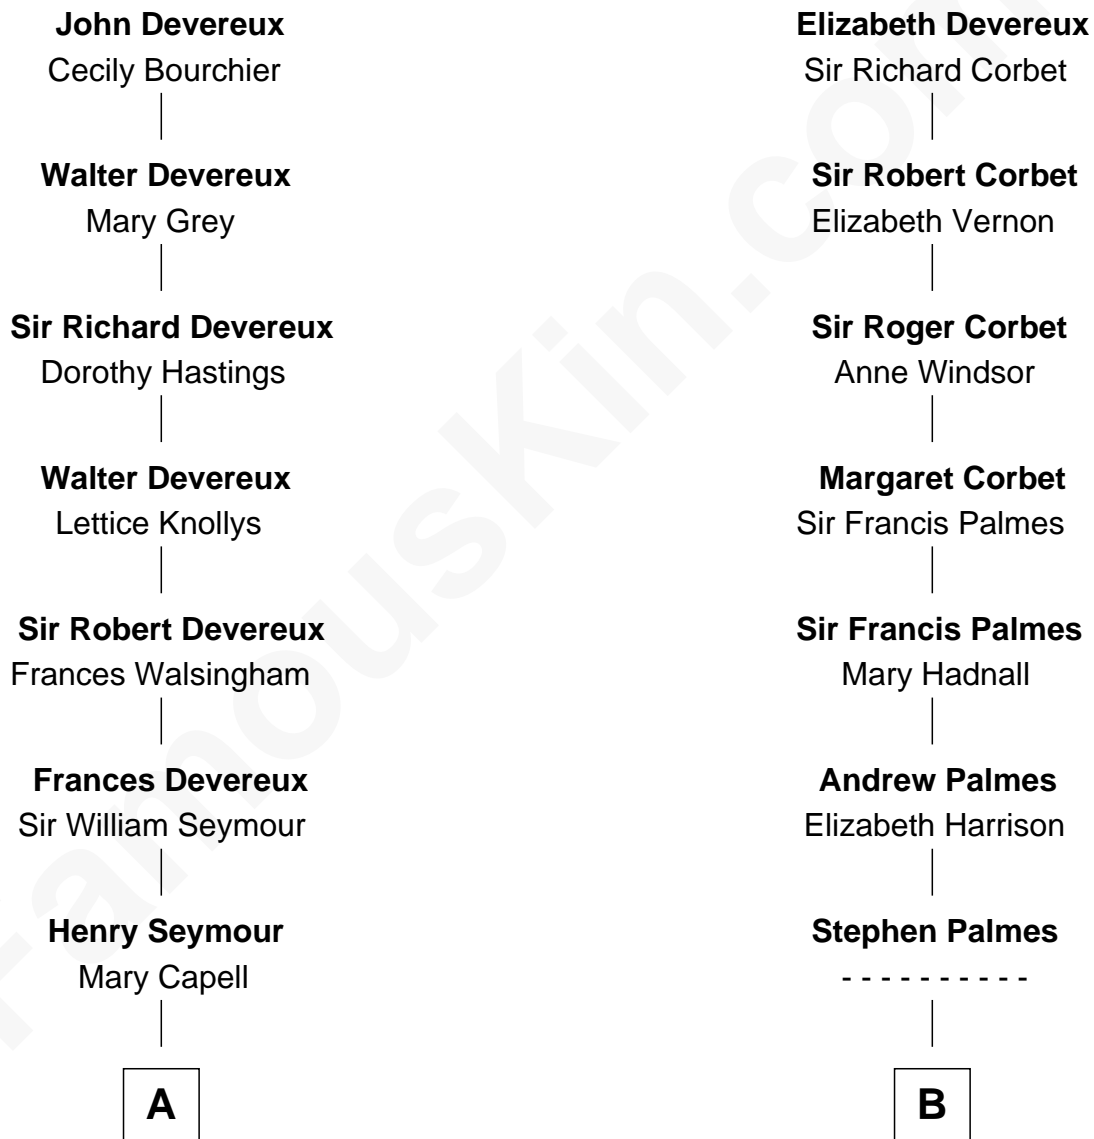 John Devereux
Cecily Bourchier
Walter Devereux
Mary Grey
Sir Richard Devereux
Dorothy Hastings
Walter Devereux
Lettice Knollys
Sir Robert Devereux
Frances Walsingham
Frances Devereux
Sir William Seymour
Henry Seymour
Mary Capell
A
Elizabeth Devereux
Sir Richard Corbet
Sir Robert Corbet
Elizabeth Vernon
Sir Roger Corbet
Anne Windsor
Margaret Corbet
Sir Francis Palmes
Sir Francis Palmes
Mary Hadnall
Andrew Palmes
Elizabeth Harrison
Stephen Palmes
- - - - - - - - - -
B
FamousKin.com